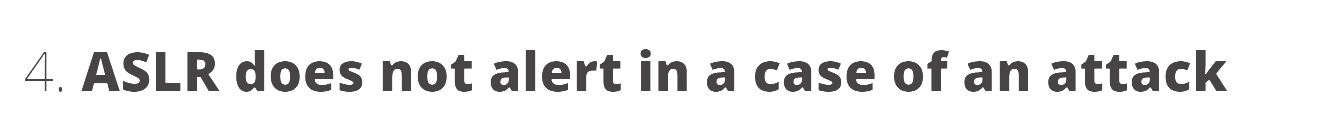 4. ASLR does not alert in a case of an attack